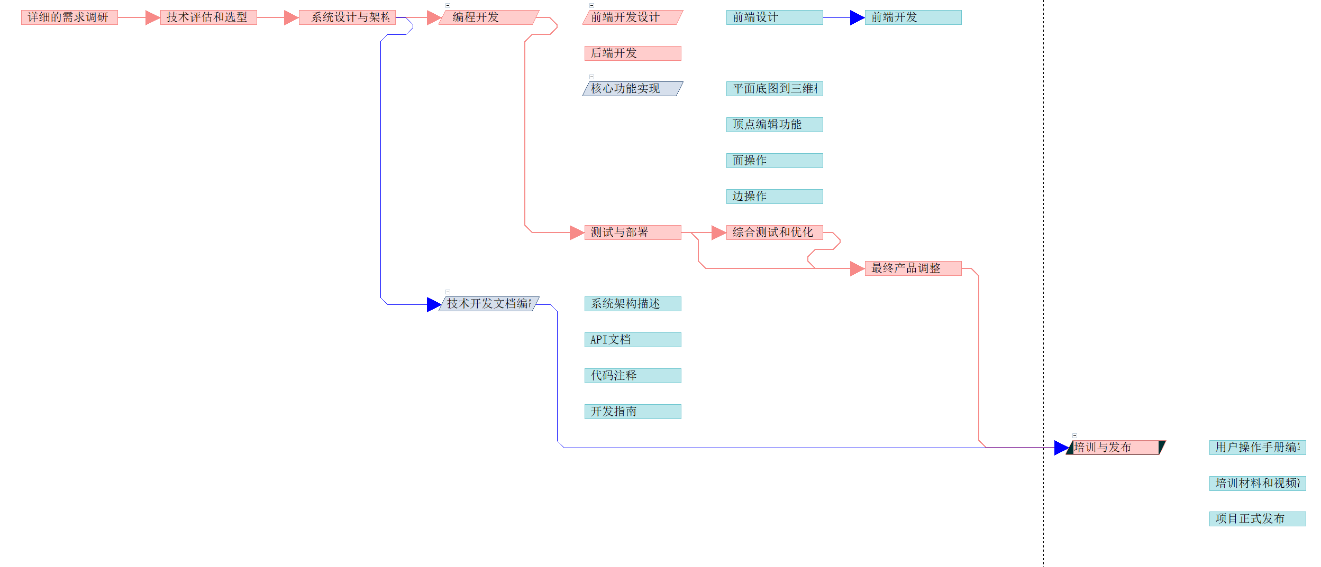 详细的需求调研
技术评估和选型
系统设计与架构
编程开发
前端开发设计
前端设计
前端开发
后端开发
核心功能实现
平面底图到三维
顶点编辑功能
面操作
边操作
测试与部署
综合测试和优化
最终产品调整
技术开发文档编
系统架构描述
API文档
代码注释
开发指南
培训与发布
用户操作手册编
培训材料和视频
项目正式发布